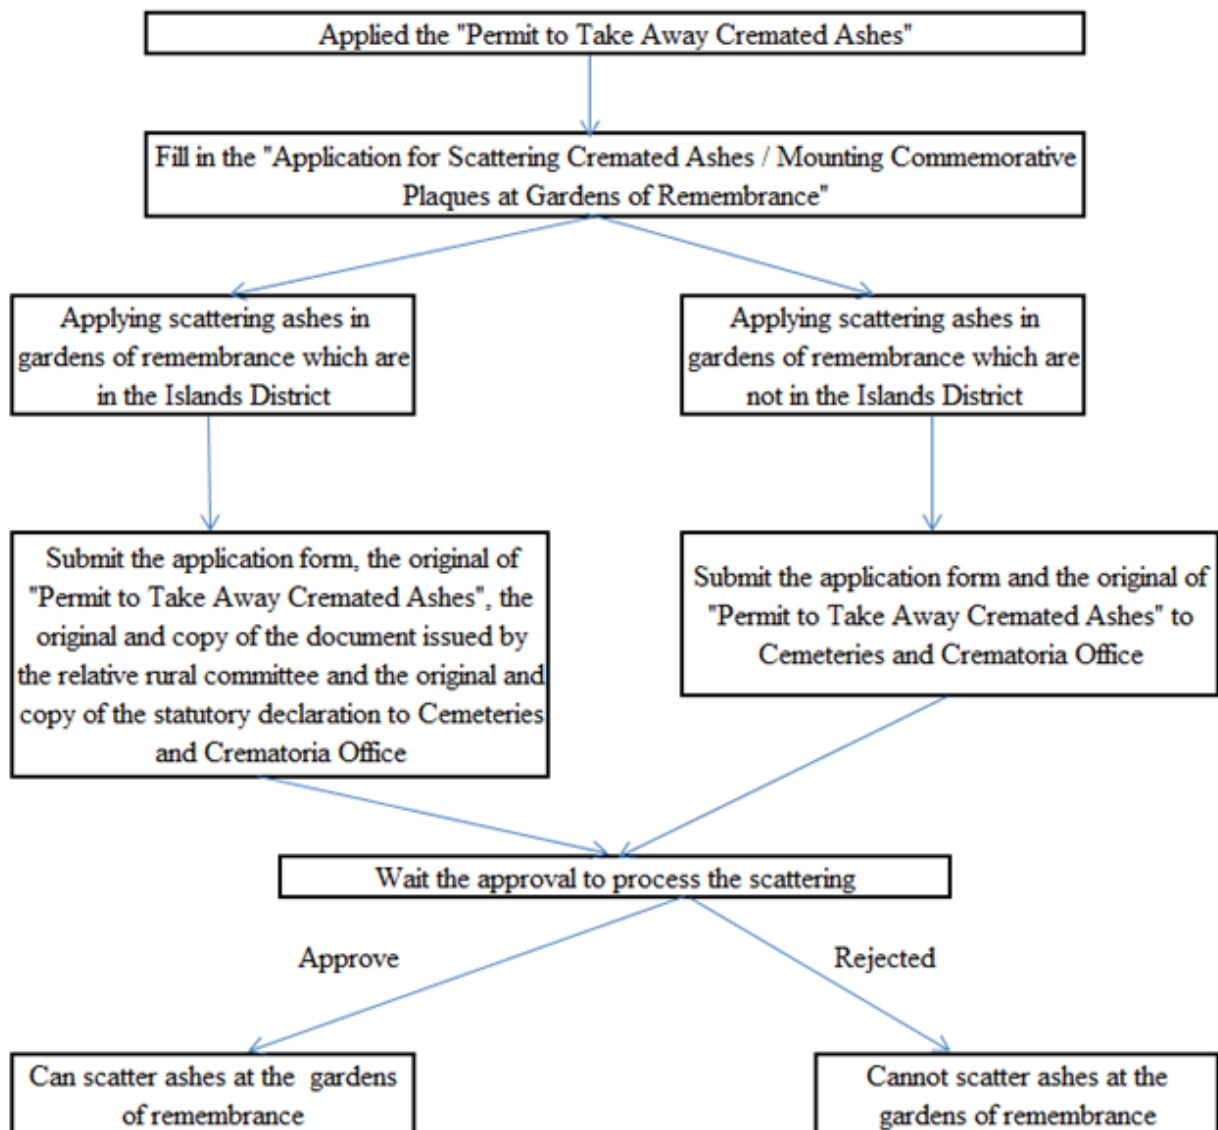 Applied the "Permit to Take Away Cremated Ashes"
Fill in the "Application for Scattering Cremated Ashes / Mounting Commemorative
Plaques at Gardens of Remembrance"
Applying scattering ashes in
gardens of remembrance which are
in the Islands District
Applying scattering ashes in
gardens of remembrance which are
not in the Islands District
Submit the application form, the original of
"Permit to Take Away Cremated Ashes", the
original and copy of the document issued by
the relative rural committee and the original and
copy of the statutory declaration to Cemeteries
and Crematoria Office
Submit the application form and the original of
"Permit to Take Away Cremated Ashes" to
Cemeteries and Crematoria Office
Wait the approval to process the scattering
Approve
Rejected
Can scatter ashes at the gardens
of remembrance
Cannot scatter ashes at the
gardens of remembrance